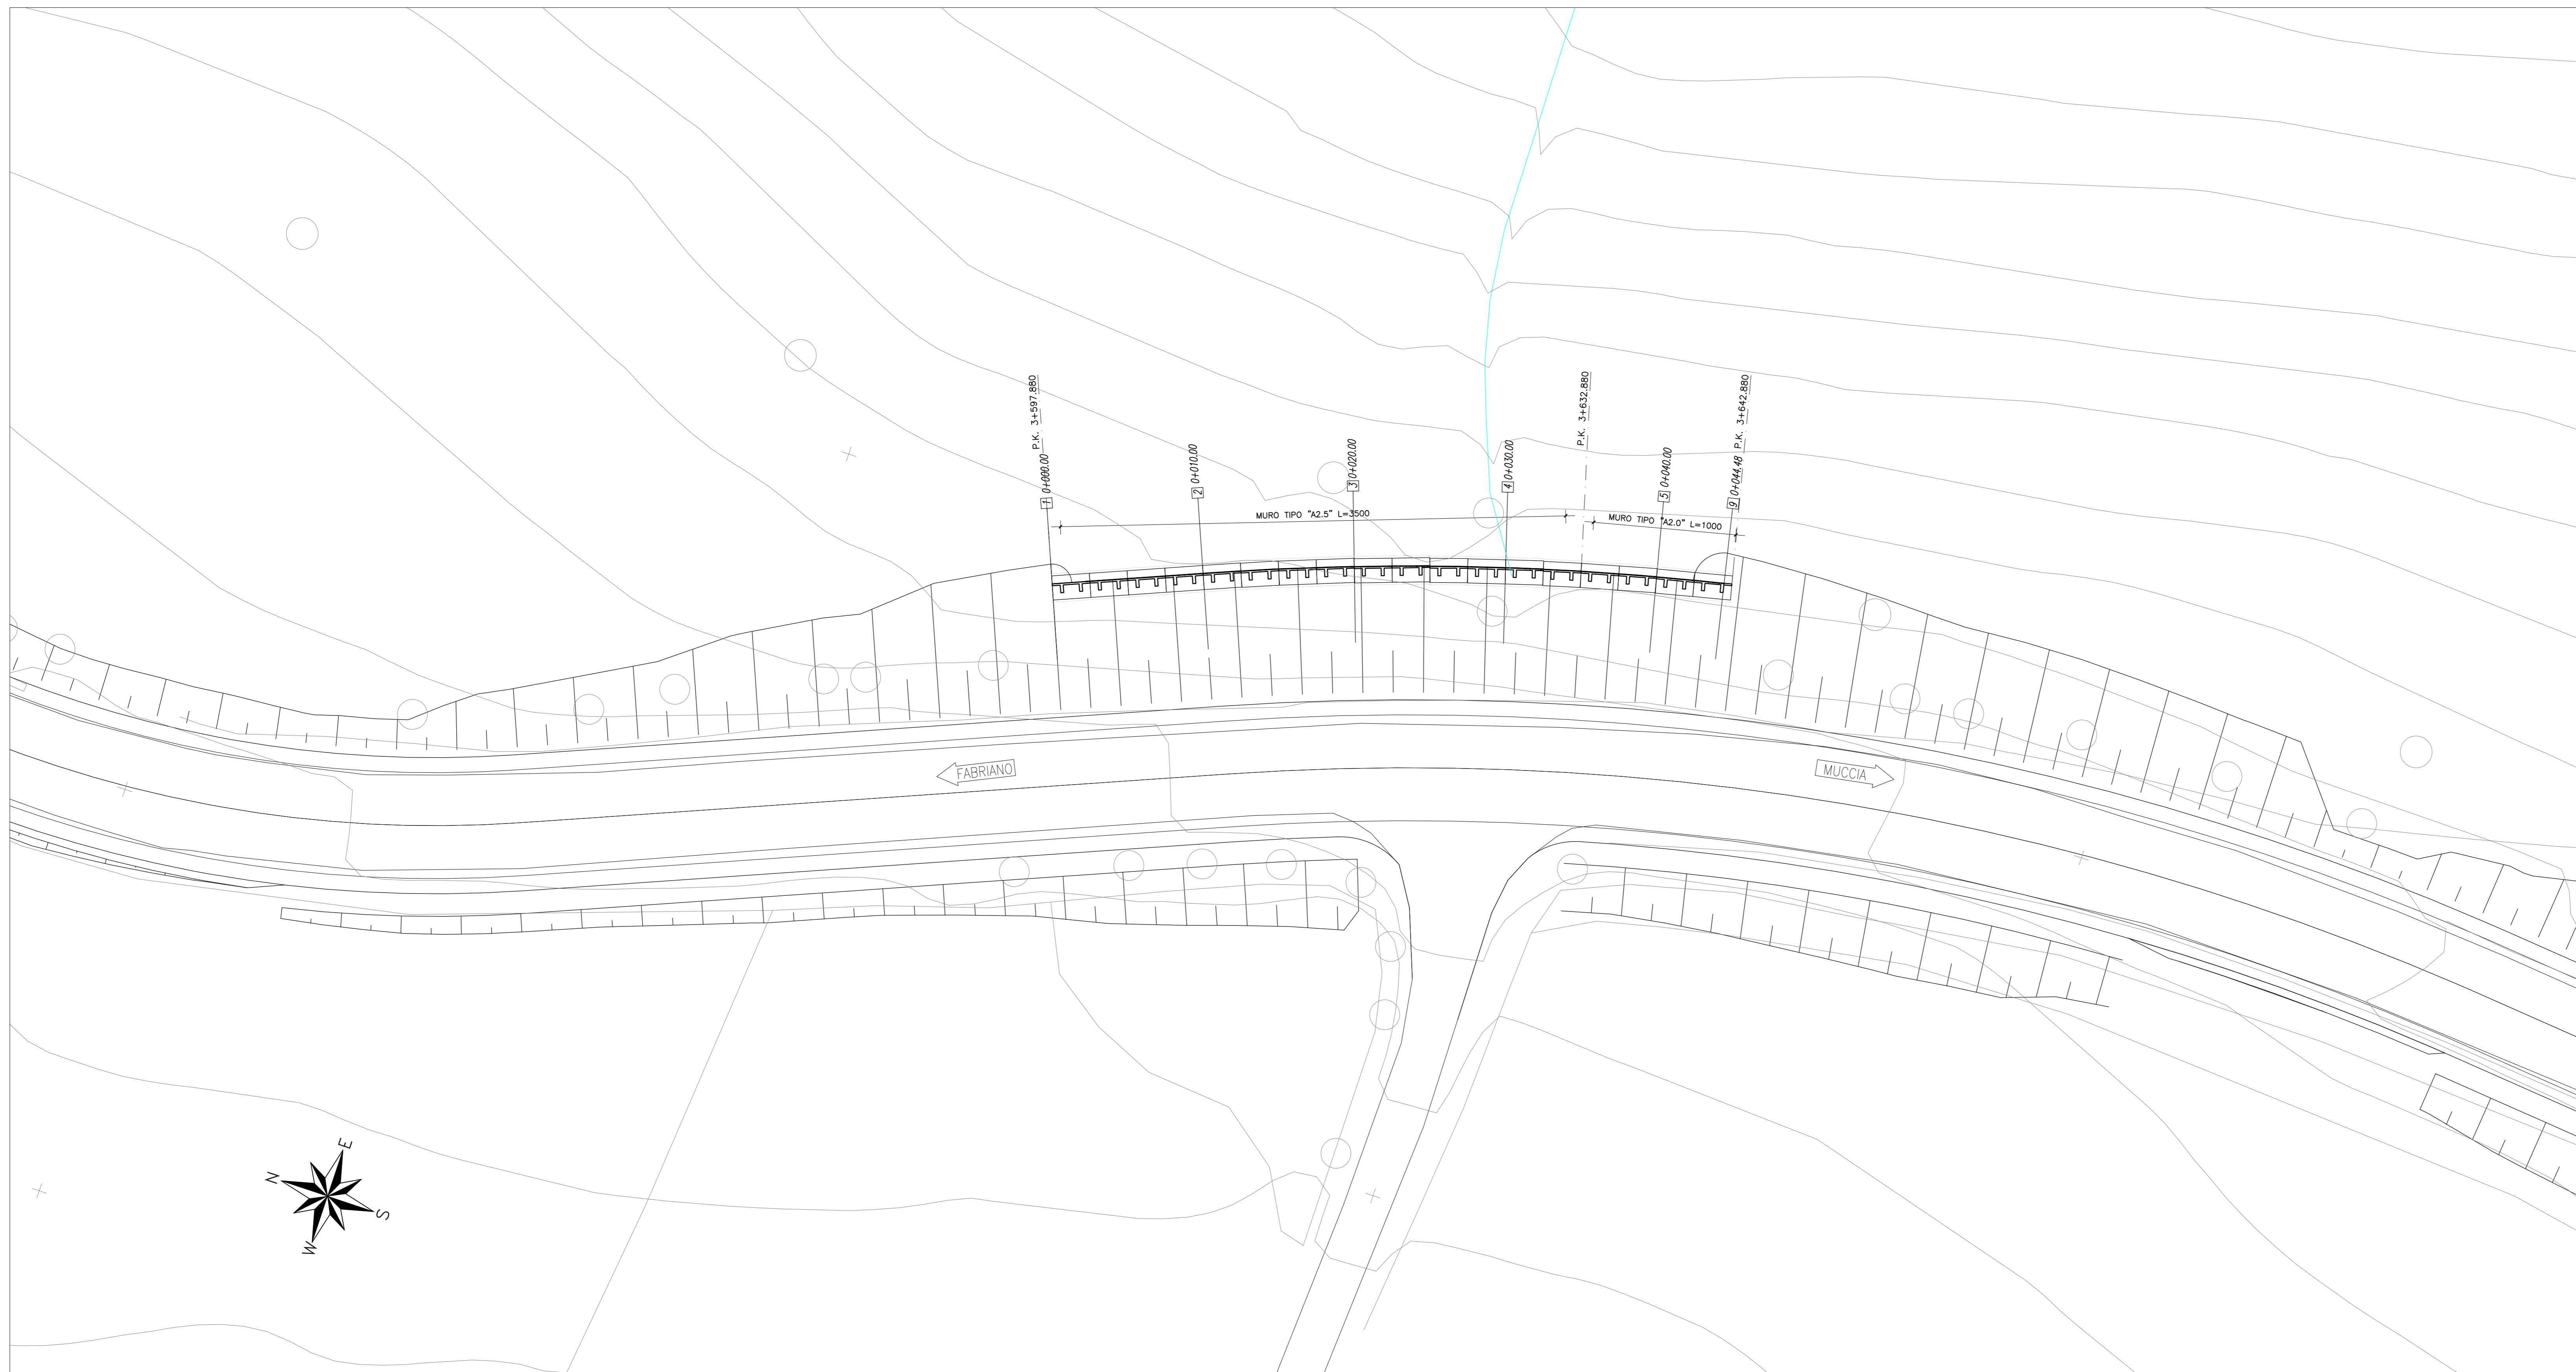 P.K. 3+597.880
P.K. 3+632.880
P.K. 3+642.880
1 0+000.00
2 0+010.00
3 0+020.00
4 0+030.00
5 0+040.00
9 0+044.48
MURO TIPO "A2.5" L=3500
MURO TIPO "A2.0" L=1000
FABRIANO
MUCCIA
E
N
S
W